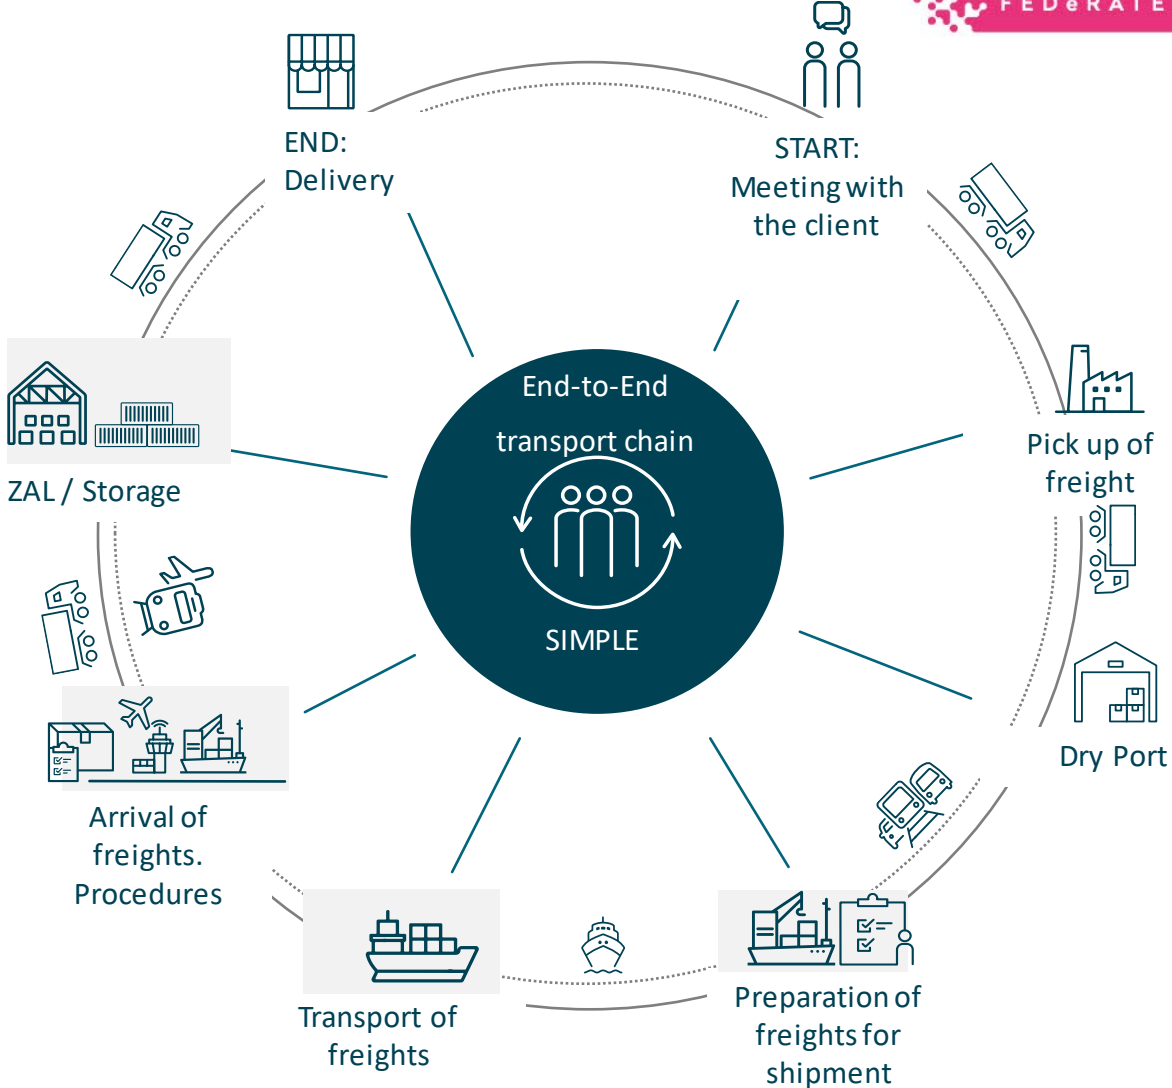 FEDeRATE
END:
Delivery
START:
Meeting with
the client
End-to-End
transport chain
SIMPLE
Pick up of
freight
Dry Port
Preparation of
freights for
shipment
Transport of
freights
Arrival of
freights.
Procedures
ZAL / Storage